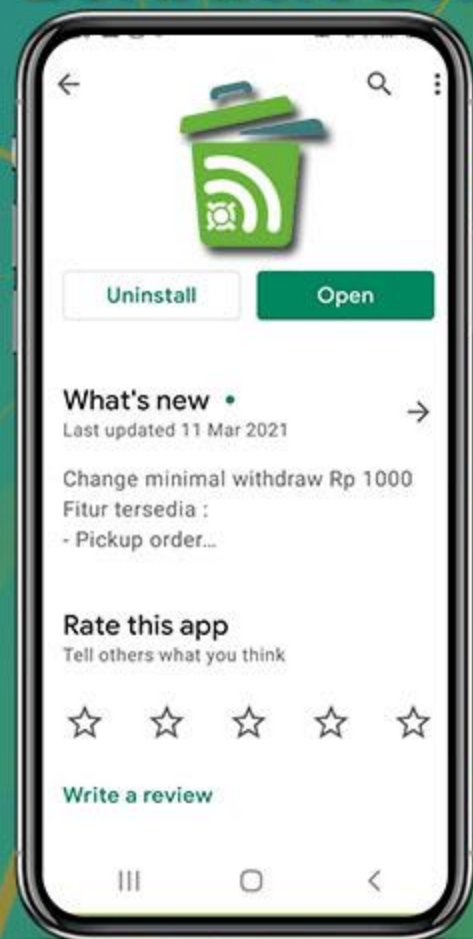 Uninstall
Open
What's new •
Last updated 11 Mar 2021
Change minimal withdraw Rp 1000
Fitur tersedia :
- Pickup order...
Rate this app
Tell others what you think
Write a review